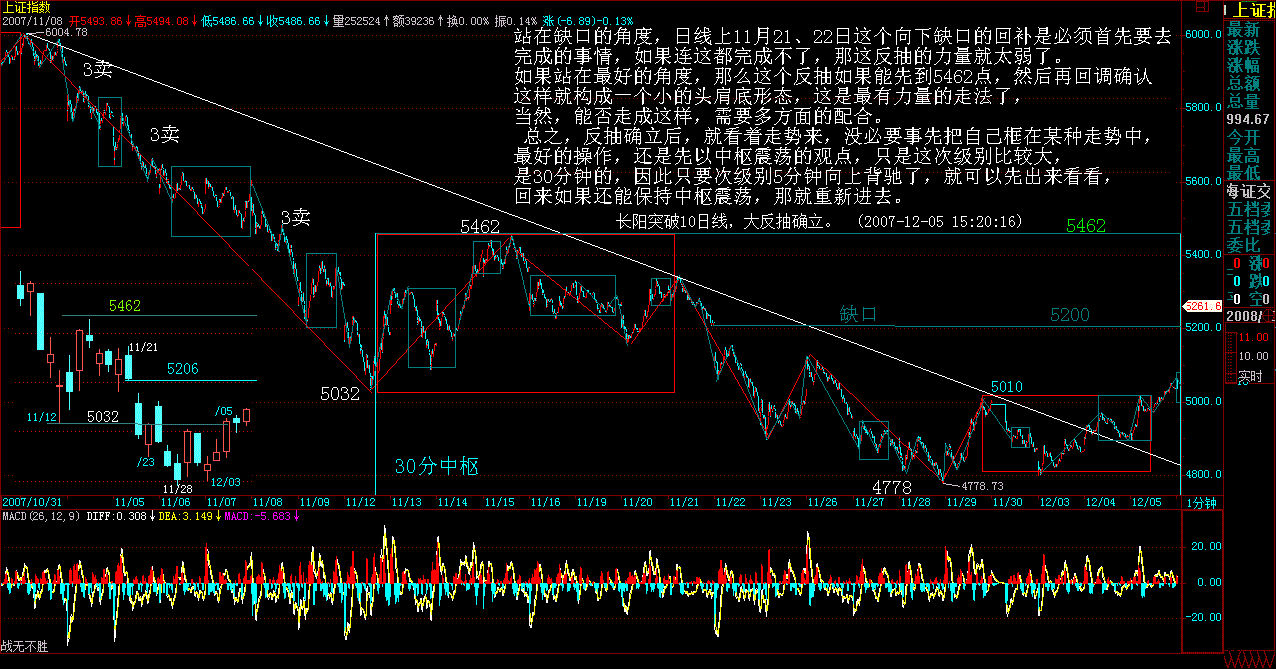 上证指数
2007/11/08 开5493.86↓高5494.08↓低5486.66↓收5486.66↓量252524↑额39236↑换0.00% 振0.14% 涨(-6.89)-0.13%
站在缺口的角度，日线上11月21、22日这个向下缺口的回补是必须首先要去
完成的事情，如果连这都完成不了，那这反抽的力量就太弱了。
如果站在最好的角度，那么这个反抽如果能先到5462点，然后再回调确认
这样就构成一个小的头肩底形态，这是最有力量的走法了，
当然，能否走成这样，需要多方面的配合。
总之，反抽确立后，就看着走势来，没必要事先把自己框在某种走势中，
最好的操作，还是先以中枢震荡的观点，只是这次级别比较大，
是30分钟的，因此只要次级别5分钟向上背驰了，就可以先出来看看，
回来如果还能保持中枢震荡，那就重新进去。
长阳突破10日线，大反抽确立。 (2007-12-05 15:20:16)
6004.78
3卖
3卖
3卖
5462
5462
缺口
5200
5032
5010
30分中枢
4778
4778.73
5462
11/21
5206
11/12
5032
/05
/23
12/03
11/28
6000.0
5800.0
5600.0
5400.0
5261.6
5200.0
5000.0
4800.0
2007/10/31 11/05 11/06 11/07 11/08 11/09 11/12 11/13 11/14 11/16 11/19 11/20 11/21 11/22 11/23 11/26 11/27 11/28 11/29 11/30 12/03 12/04 12/05 1分钟
MACD(26,12,9) DIFF:0.308↓DEA:3.149↓MACD:-5.683↓
20.00
0.00
-20.00
战无不胜
上证指
最新
涨跌
涨幅
总额
总量
994.67
今开
最高
最低
海证交
五档
五档
委比
0 涨0
0 跌0
0 0
2008/
11.00
10.00
实时